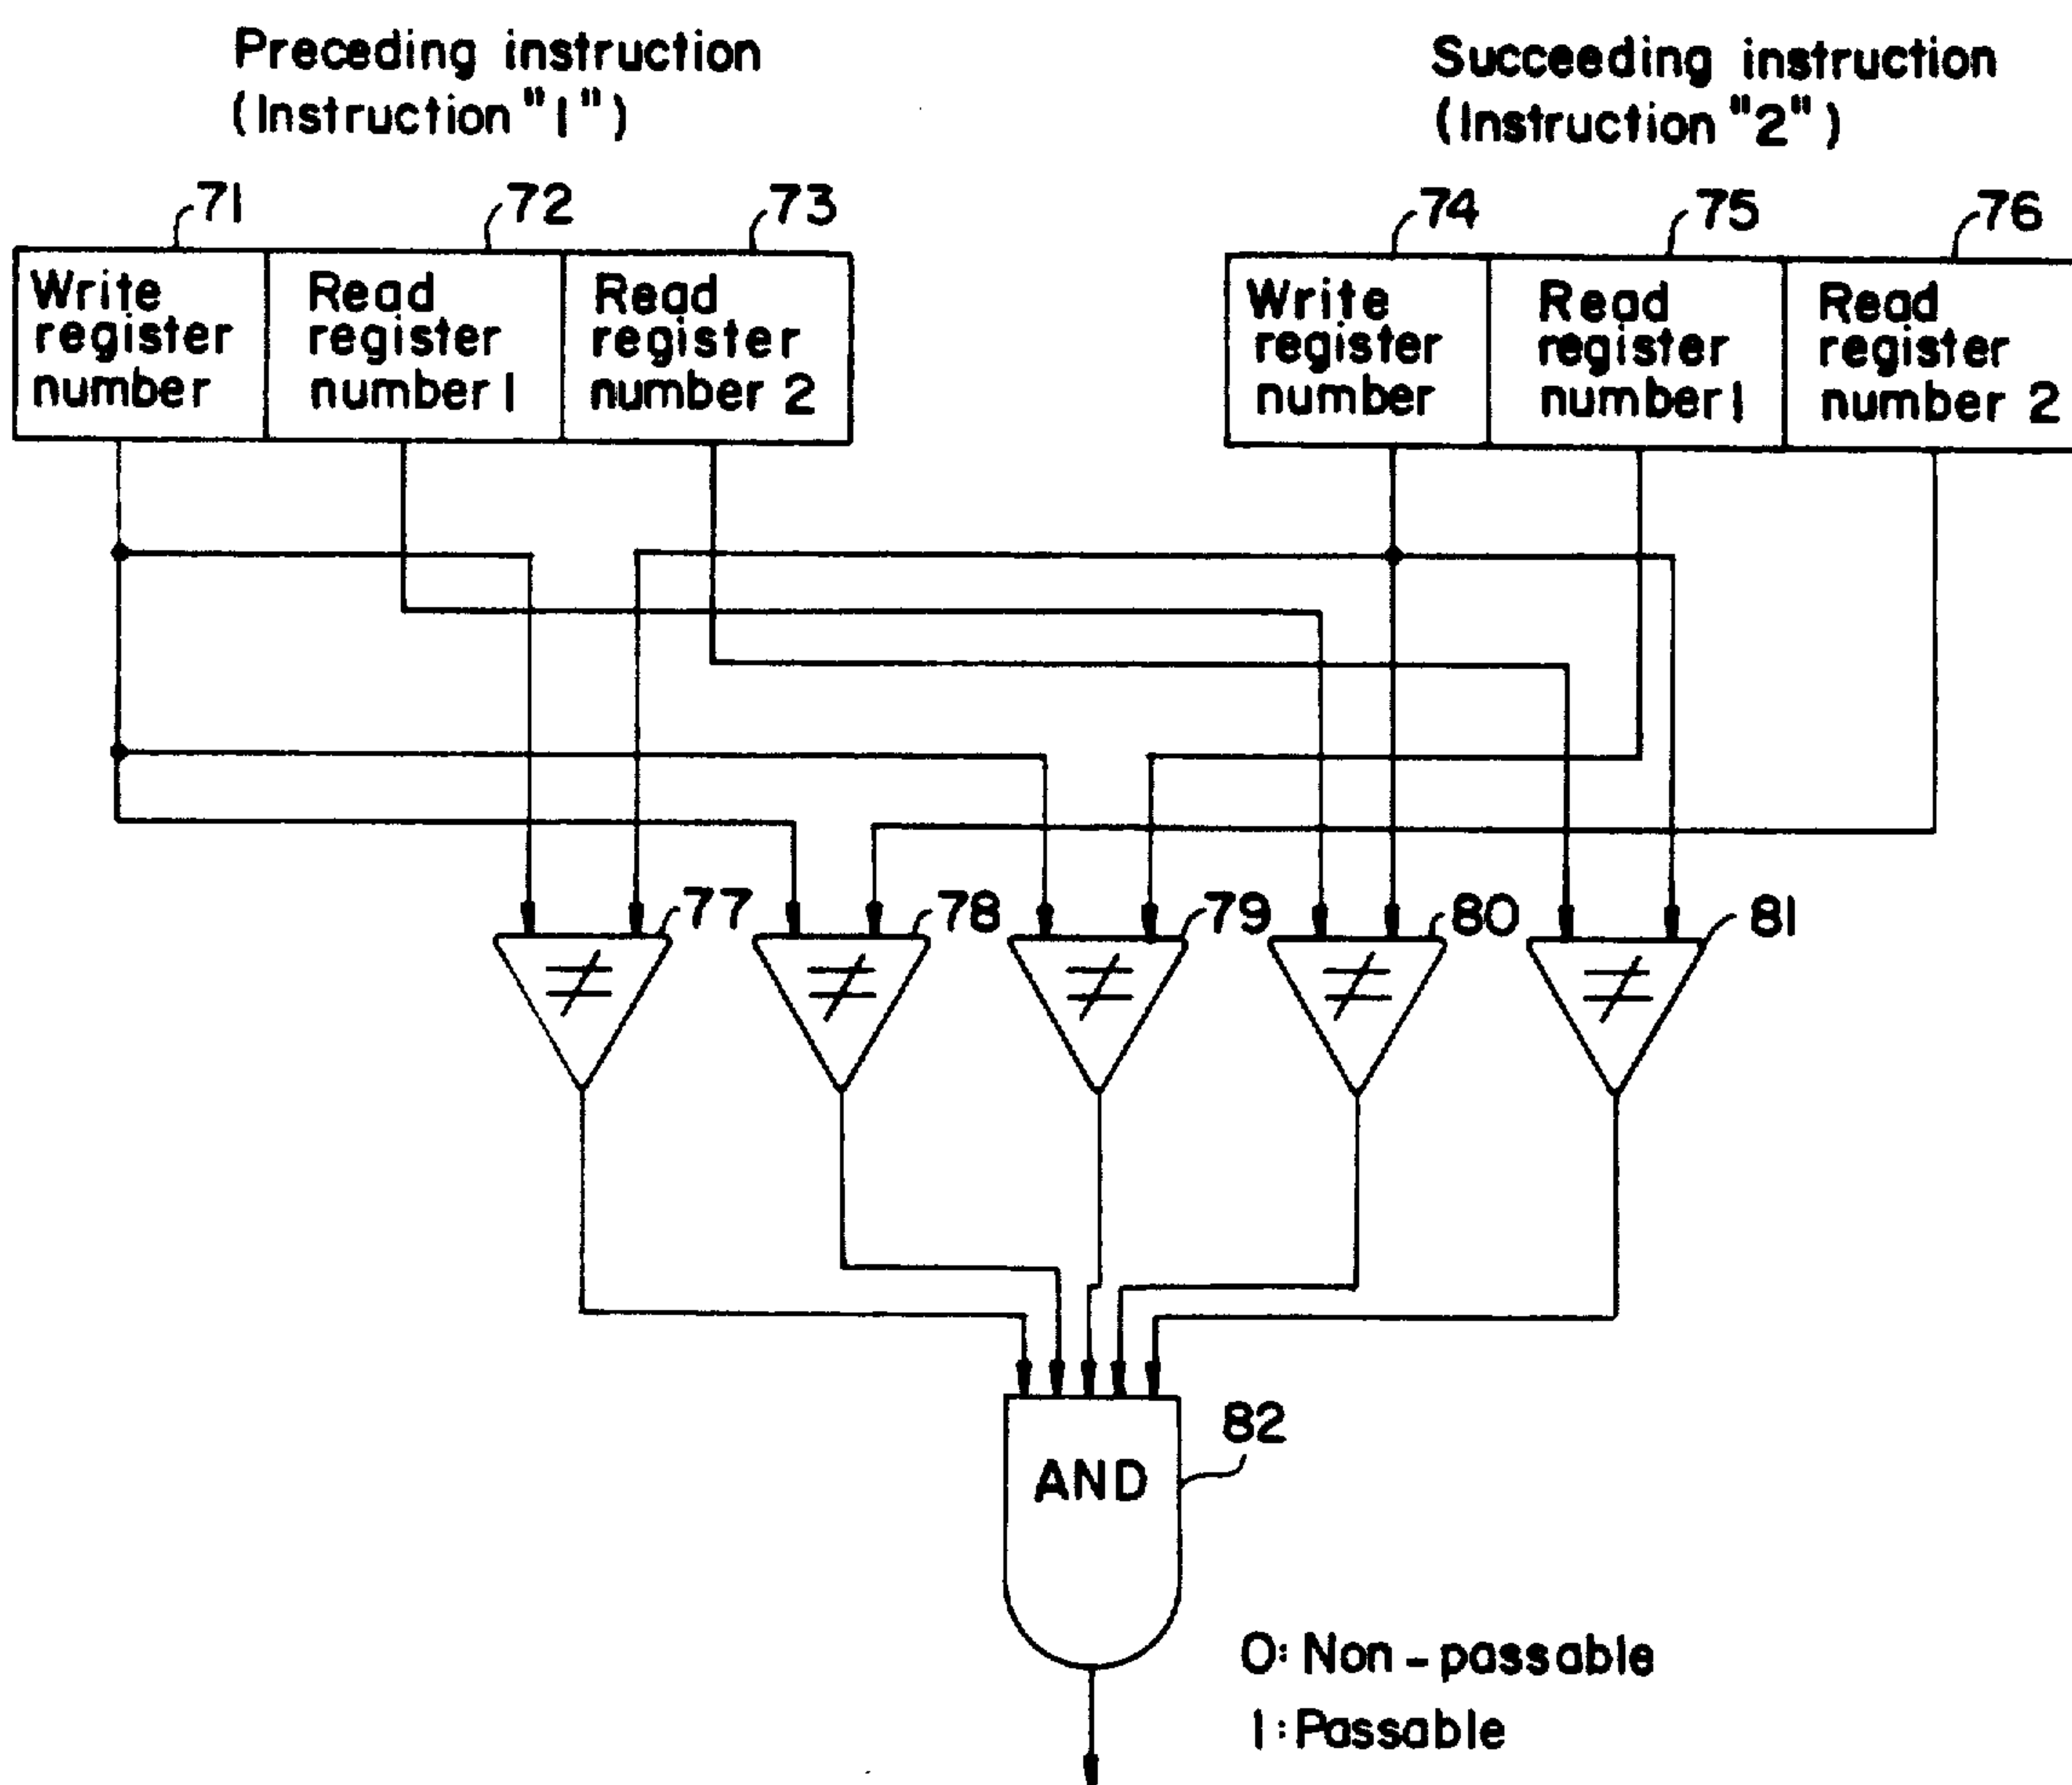 Preceding instruction
(Instruction "1")
Succeeding instruction
(Instruction "2")
71
72
73
74
75
76
Write
register
number
Read
register
number 1
Read
register
number 2
Write
register
number
Read
register
number 1
Read
register
number 2
77
78
79
80
81
≠
≠
≠
≠
≠
82
AND
0: Non-passable
1: Passable